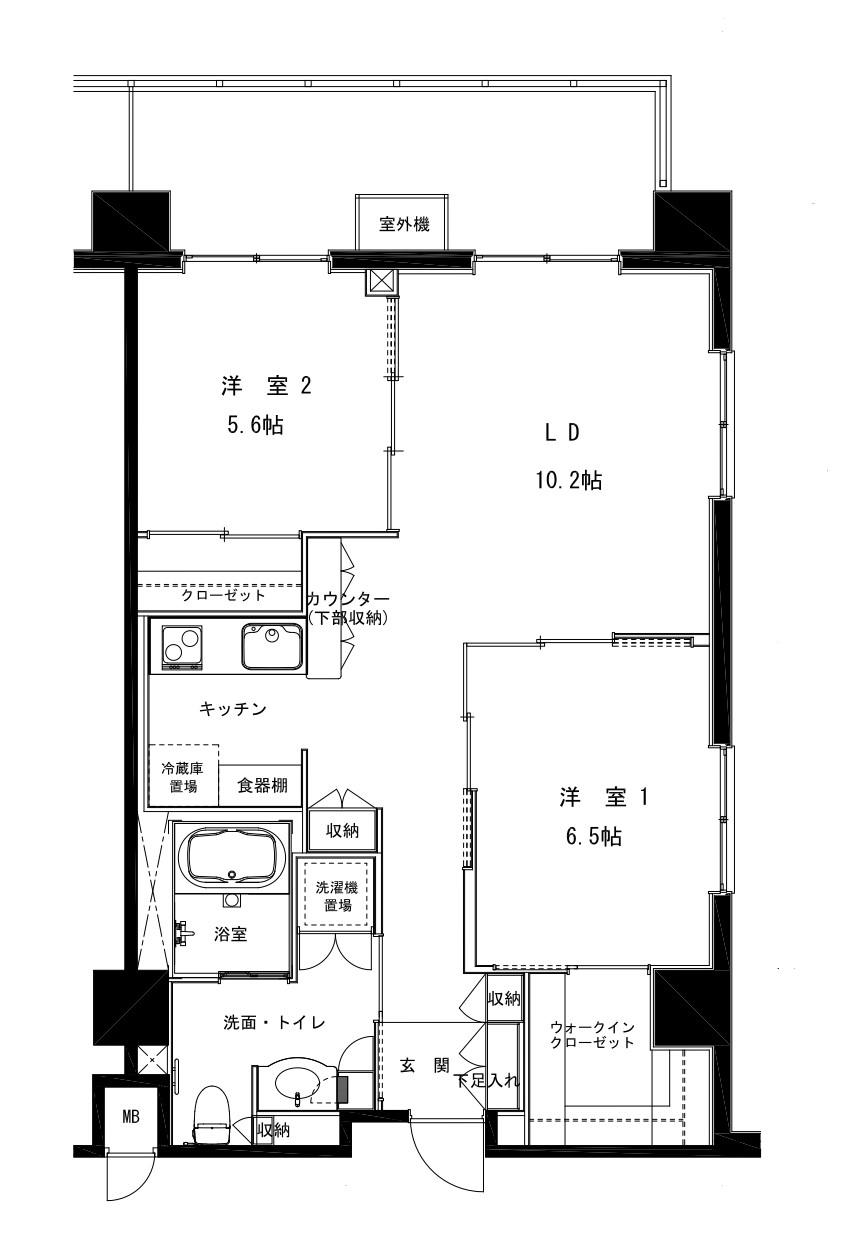 室外機
洋　室 2
5.6帖
ＬＤ
10.2帖
クローゼット
カウンター
(下部収納)
キッチン
冷蔵庫
置場
食器棚
洋　室 1
6.5帖
収納
洗濯機
置場
浴室
収納
洗面・トイレ
ウォークイン
クローゼット
玄　関
下足入れ
MB
収納